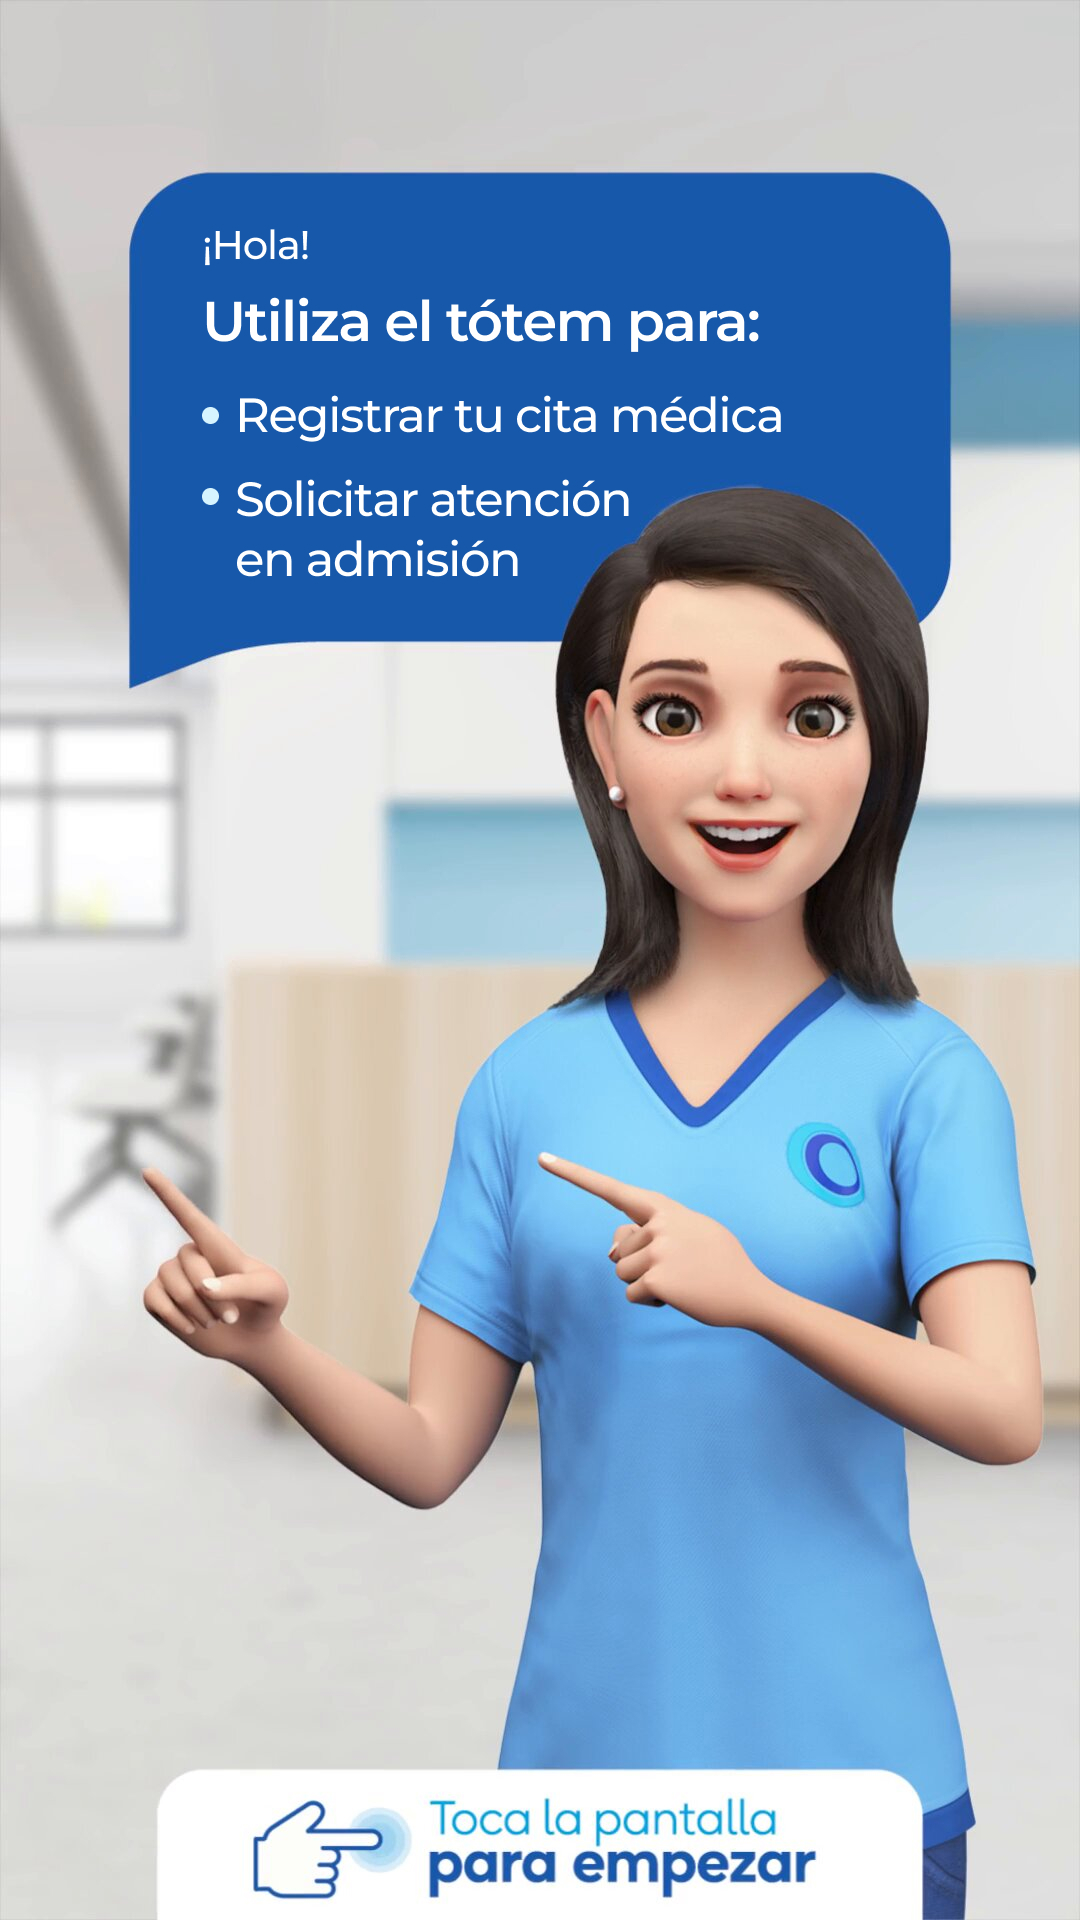 ¡Hola!
Utiliza el tótem para:
• Registrar tu cita médica
• Solicitar atención
en admisión
Toca la pantalla
para empezar